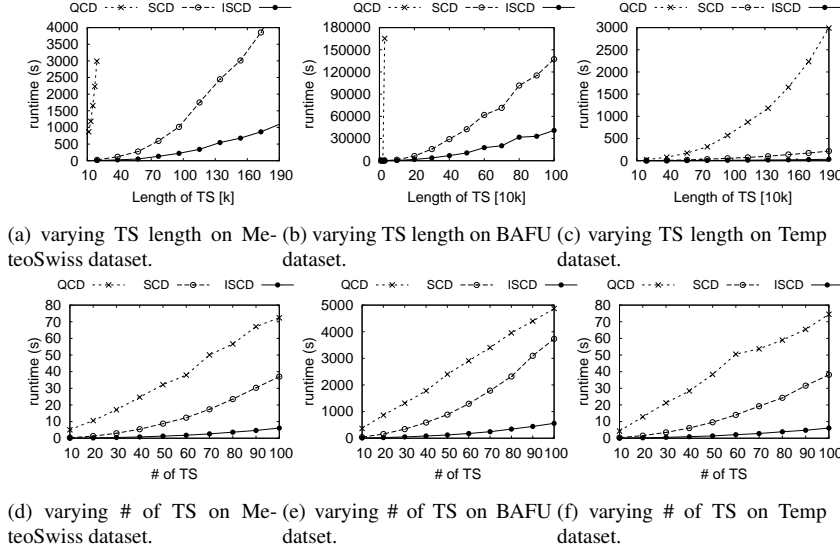 QCD SCD ISCD QCD SCD ISCD QCD SCD ISCD
4000 3500 3000 2500 2000 1500 1000 500 0
runtime (s)
10 40 70 100 130 160 190
Length of TS [k]
180000 150000 120000 90000 60000 30000 0
runtime (s)
0 20 40 60 80 100
Length of TS [10k]
3000 2500 2000 1500 1000 500 0
runtime (s)
10 40 70 100 130 160 190
Length of TS [10k]
(a) varying TS length on Me- (b) varying TS length on BAFU (c) varying TS length on Temp
teoSwiss dataset. dataset. dataset.
QCD SCD ISCD QCD SCD ISCD QCD SCD ISCD
80 70 60 50 40 30 20 10 0
runtime (s)
10 20 30 40 50 60 70 80 90 100
# of TS
5000 4000 3000 2000 1000 0
runtime (s)
10 20 30 40 50 60 70 80 90 100
# of TS
80 70 60 50 40 30 20 10 0
runtime (s)
10 20 30 40 50 60 70 80 90 100
# of TS
(d) varying # of TS on Me- (e) varying # of TS on BAFU (f) varying # of TS on Temp
teoSwiss dataset. datset. dataset.